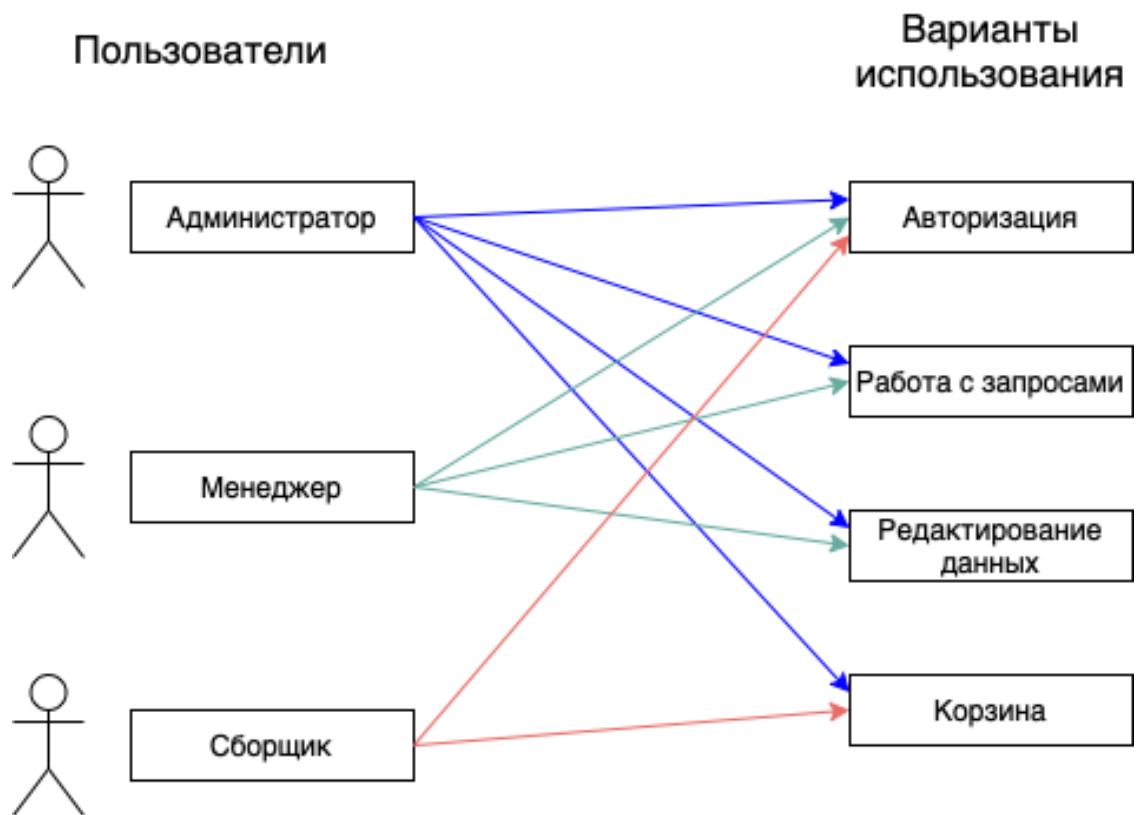 Пользователи
Варианты
использования
Администратор
Авторизация
Работа с запросами
Менеджер
Редактирование
данных
Сборщик
Корзина